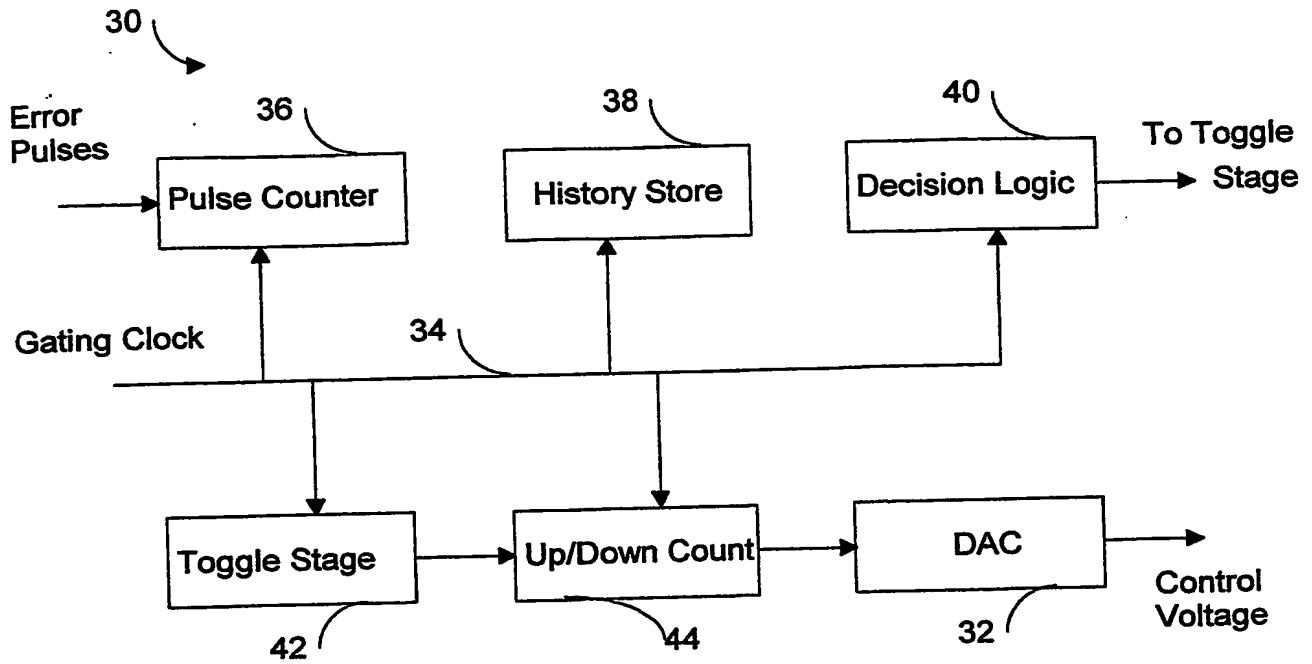 30
Error
Pulses
36
38
40
To Toggle
Stage
Pulse Counter
History Store
Decision Logic
Gating Clock
34
Toggle Stage
Up/Down Count
DAC
Control
Voltage
42
44
32